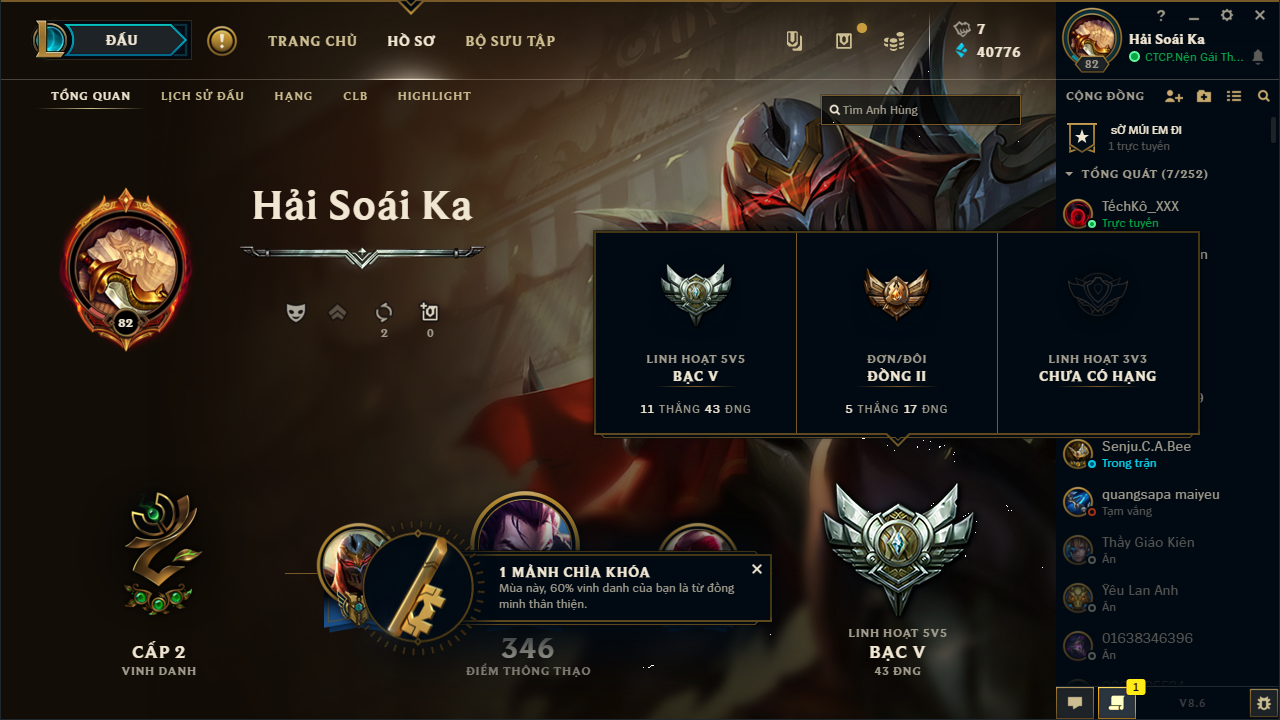 ĐẤU
TRANG CHỦ
HỒ SƠ
BỘ SƯU TẬP
7
40776
?
Hải Soái Ka
CTCP.Nện Gái Th...
82
TỔNG QUAN
LỊCH SỬ ĐẤU
HẠNG
CLB
HIGHLIGHT
Tìm Anh Hùng
CỘNG ĐỒNG
sỜ MÚI EM ĐI
1 trực tuyến
TỔNG QUÁT (7/252)
TếchKô_XXX
Trực tuyến
Hải Soái Ka
82
2
0
LINH HOẠT 5V5
BẠC V
11 THẮNG 43 ĐNG
ĐƠN/ĐÔI
ĐỒNG II
5 THẮNG 17 ĐNG
LINH HOẠT 3V3
CHƯA CÓ HẠNG
Senju.C.A.Bee
Trong trận
quangsapa maiyeu
Tạm vắng
Thầy Giáo Kiên
Ẩn
Ỹêu Lan Anh
Ẩn
01638346396
Ẩn
1 MẢNH CHÌA KHÓA
Mùa này, 60% vinh danh của bạn là từ đồng
minh thân thiện.
CẤP 2
VINH DANH
346
ĐIỂM THÔNG THẠO
LINH HOẠT 5V5
BẠC V
43 ĐNG
1
V8.6